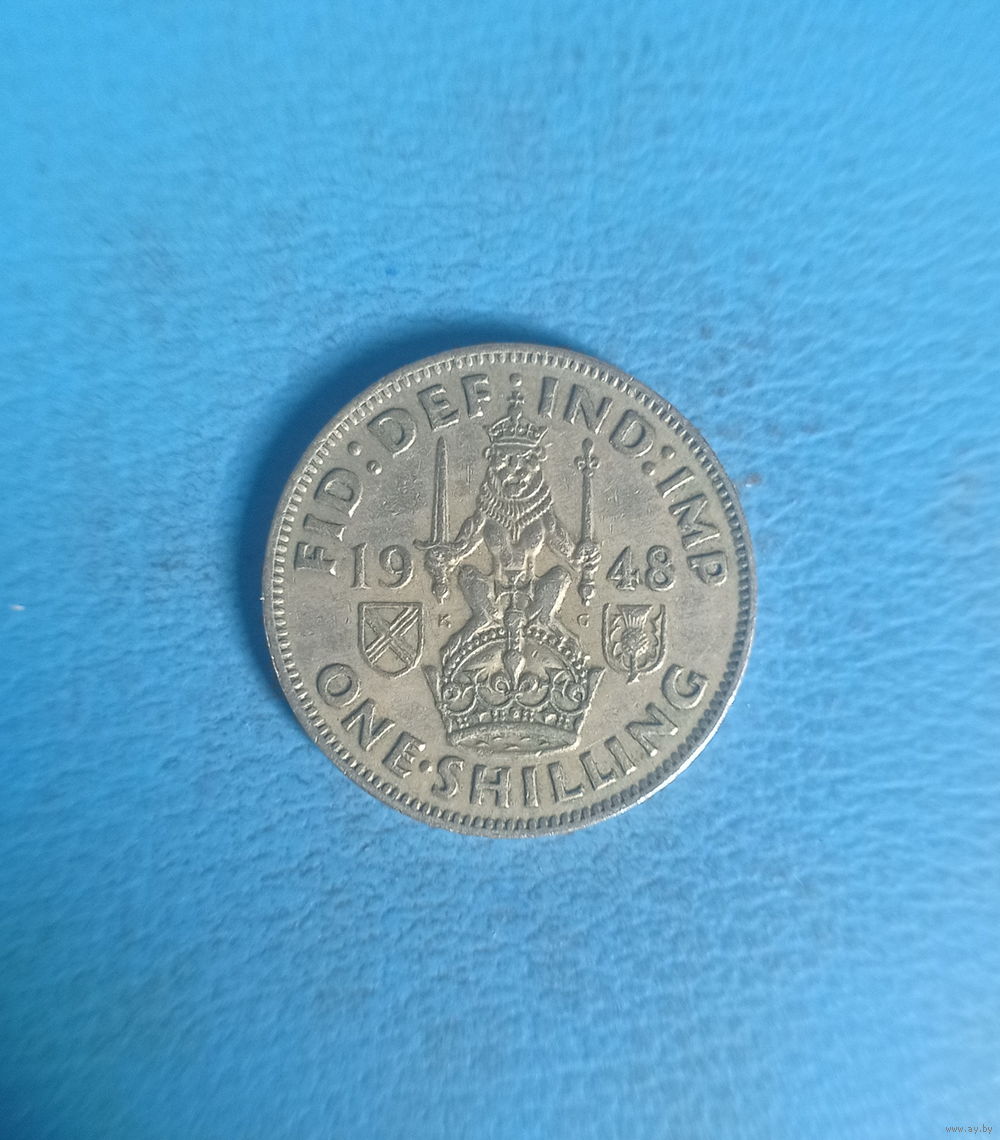 FID: DEF: IND: IMP
19 48
K G
ONE·SHILLING
www.ay.by